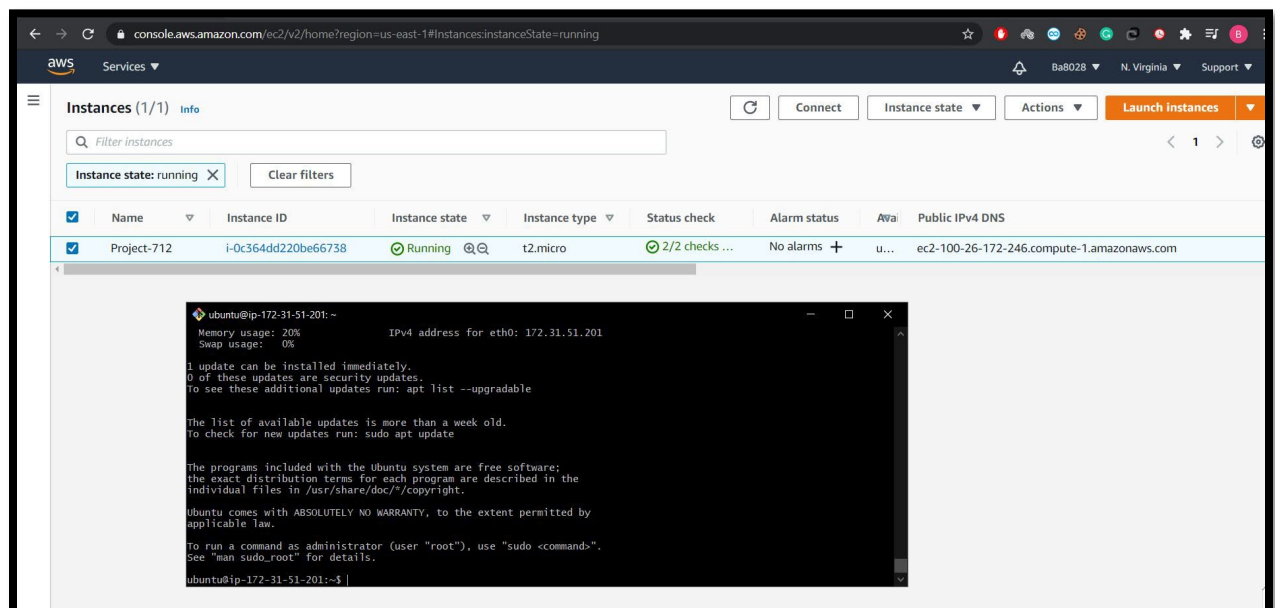 console.aws.amazon.com/ec2/v2/home?region=us-east-1#Instances:instanceState=running
B
aws Services ▼ Ba8028 ▼ N. Virginia ▼ Support ▼
Instances (1/1) Info Connect Instance state ▼ Actions ▼ Launch instances ▼
Filter instances 1
Instance state: running Clear filters
Name Instance ID Instance state Instance type Status check Alarm status Avai Public IPv4 DNS
Project-712 i-0c364dd220be66738 Running t2.micro 2/2 checks ... No alarms + u... ec2-100-26-172-246.compute-1.amazonaws.com
ubuntu@ip-172-31-51-201: ~
Memory usage: 20% IPv4 address for eth0: 172.31.51.201
Swap usage: 0%
1 update can be installed immediately.
0 of these updates are security updates.
To see these additional updates run: apt list --upgradable
The list of available updates is more than a week old.
To check for new updates run: sudo apt update
The programs included with the Ubuntu system are free software;
the exact distribution terms for each program are described in the
individual files in /usr/share/doc/*/copyright.
Ubuntu comes with ABSOLUTELY NO WARRANTY, to the extent permitted by
applicable law.
To run a command as administrator (user "root"), use "sudo <command>".
See "man sudo_root" for details.
ubuntu@ip-172-31-51-201:~$